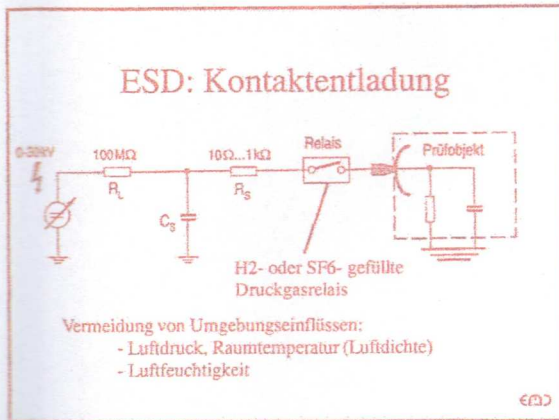 ESD: Kontaktentladung
0-30kV
100MΩ
R_L
C_S
10Ω...1kΩ
R_S
Relais
Prüfobjekt
H2- oder SF6- gefüllte
Druckgasrelais
Vermeidung von Umgebungseinflüssen:
- Luftdruck, Raumtemperatur (Luftdichte)
- Luftfeuchtigkeit